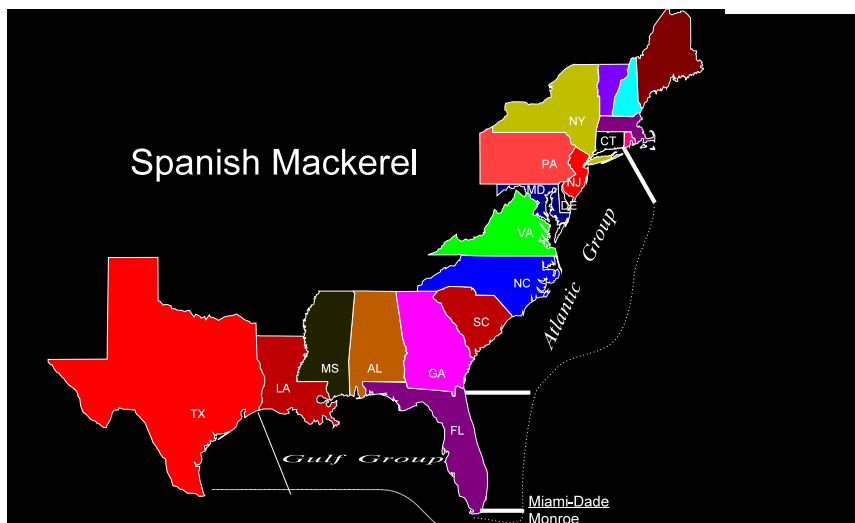 Spanish Mackerel
NY
CT
PA
NJ
MD
DE
VA
NC
SC
Atlantic Group
MS
AL
GA
LA
TX
FL
Gulf Group
Miami-Dade
Monroe